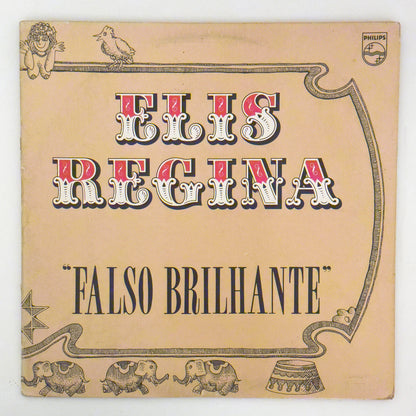 PHILIPS
ELIS
REGINA
"FALSO BRILHANTE"